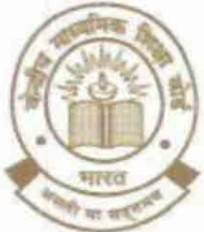 केन्द्रीय माध्यमिक शिक्षा बोर्ड
भारत
असतो मा सद्गमय